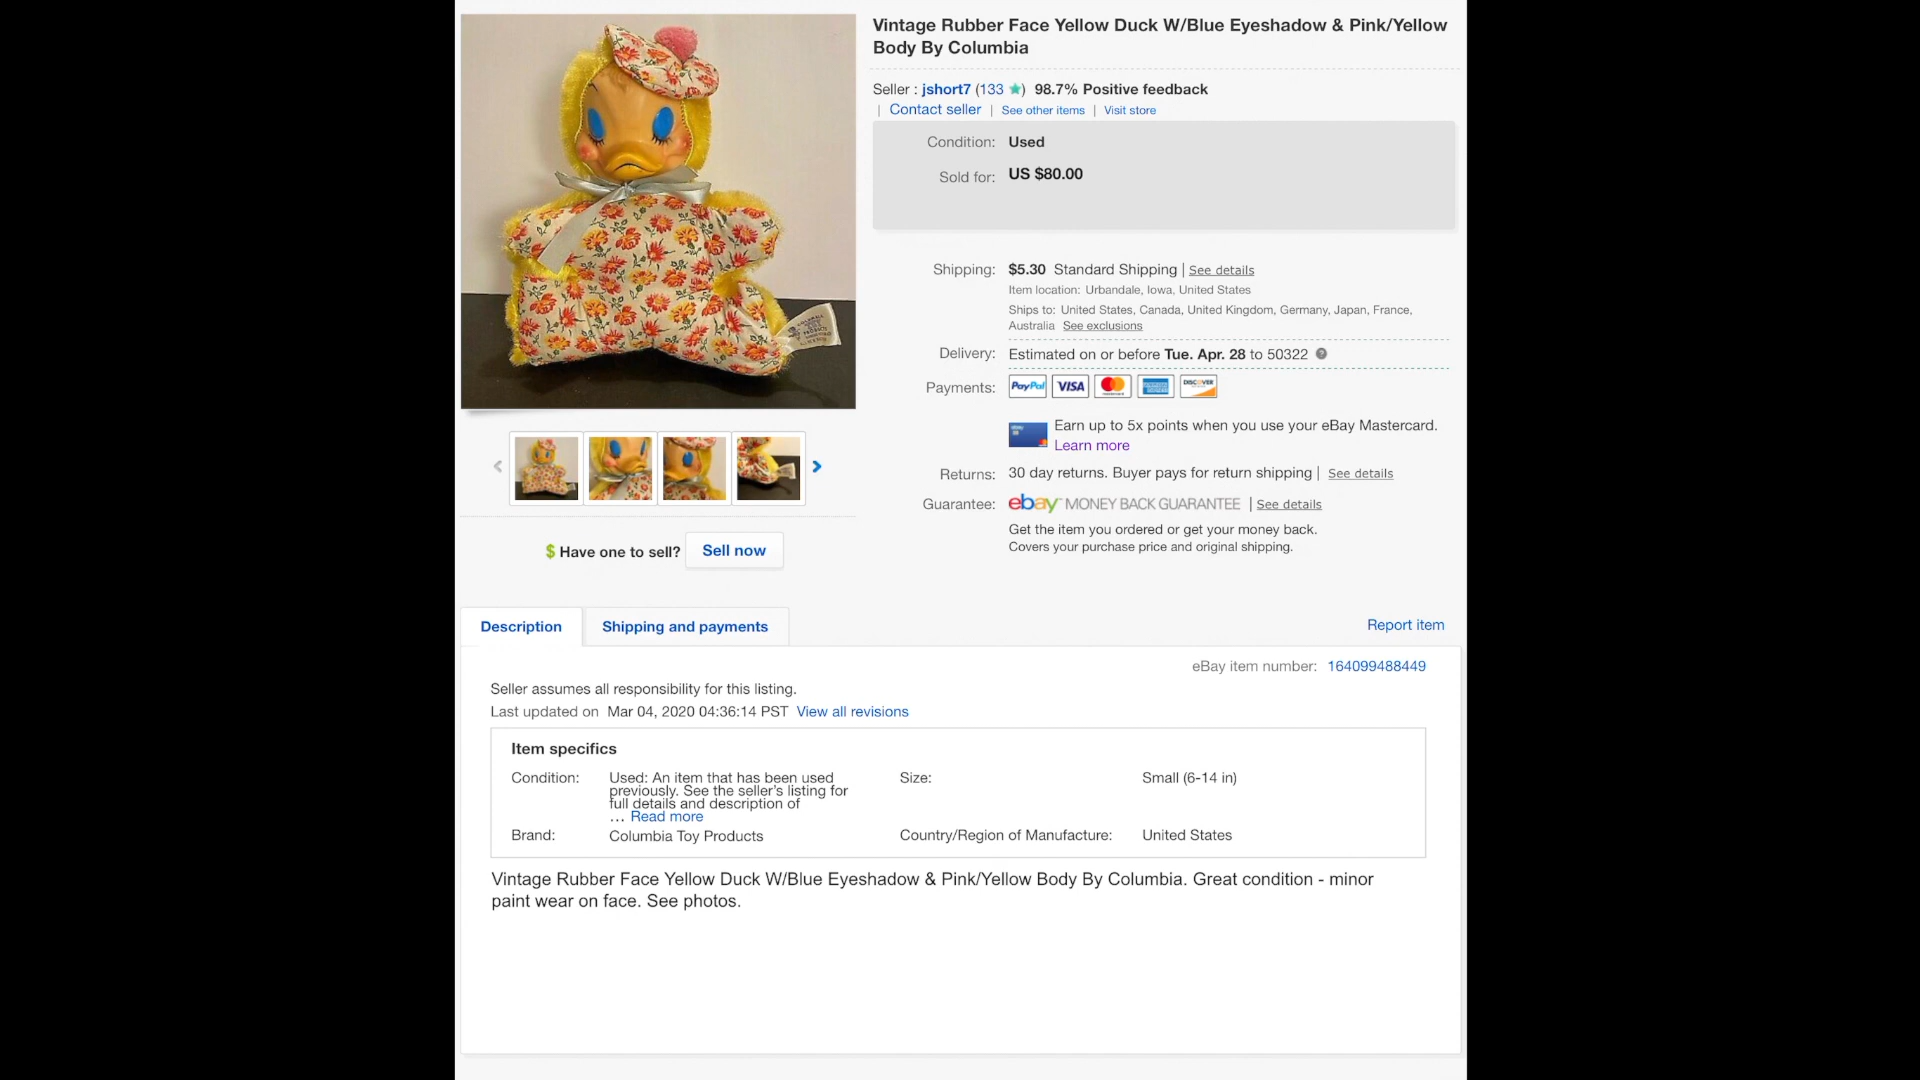 Vintage Rubber Face Yellow Duck W/Blue Eyeshadow & Pink/Yellow
Body By Columbia
Seller : jshort7 (133 ★) 98.7% Positive feedback
| Contact seller | See other items | Visit store
Condition: Used
Sold for: US $80.00
Shipping: $5.30 Standard Shipping | See details
Item location: Urbandale, Iowa, United States
Ships to: United States, Canada, United Kingdom, Germany, Japan, France,
Australia See exclusions
Delivery: Estimated on or before Tue. Apr. 28 to 50322 ?
Payments: PayPal VISA mastercard AMERICAN EXPRESS DISCOVER
Earn up to 5x points when you use your eBay Mastercard.
Learn more
Returns: 30 day returns. Buyer pays for return shipping | See details
Guarantee: ebay MONEY BACK GUARANTEE | See details
Get the item you ordered or get your money back.
Covers your purchase price and original shipping.
$ Have one to sell? Sell now
Description Shipping and payments Report item
eBay item number: 164099488449
Seller assumes all responsibility for this listing.
Last updated on Mar 04, 2020 04:36:14 PST View all revisions
Item specifics
Condition: Used: An item that has been used Size: Small (6-14 in)
previously. See the seller's listing for
full details and description of
... Read more
Brand: Columbia Toy Products Country/Region of Manufacture: United States
Vintage Rubber Face Yellow Duck W/Blue Eyeshadow & Pink/Yellow Body By Columbia. Great condition - minor
paint wear on face. See photos.